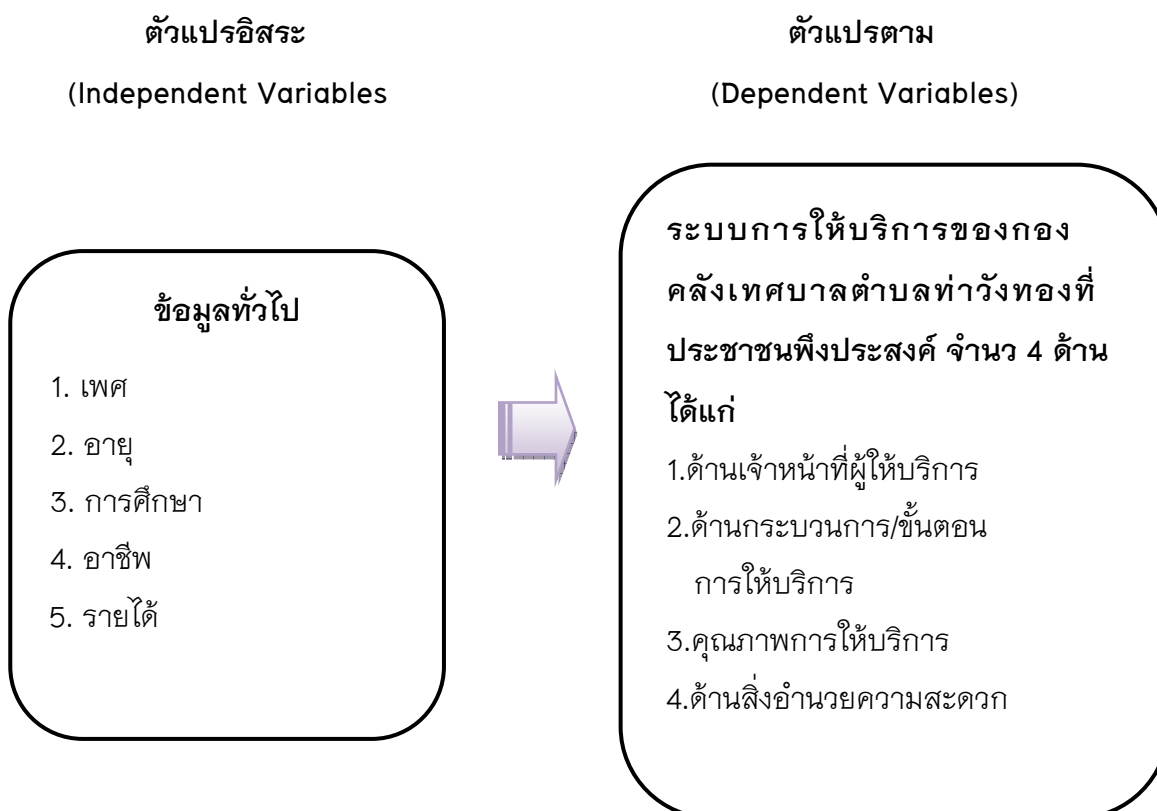 ตัวแปรอิสระ
(Independent Variables
ตัวแปรตาม
(Dependent Variables)
ข้อมูลทั่วไป
1. เพศ
2. อายุ
3. การศึกษา
4. อาชีพ
5. รายได้
ระบบการให้บริการของกอง
คลังเทศบาลตำบลท่าวังทองที่
ประชาชนพึงประสงค์ จำนว 4 ด้าน
ได้แก่
1.ด้านเจ้าหน้าที่ผู้ให้บริการ
2.ด้านกระบวนการ/ขั้นตอน
การให้บริการ
3.คุณภาพการให้บริการ
4.ด้านสิ่งอำนวยความสะดวก